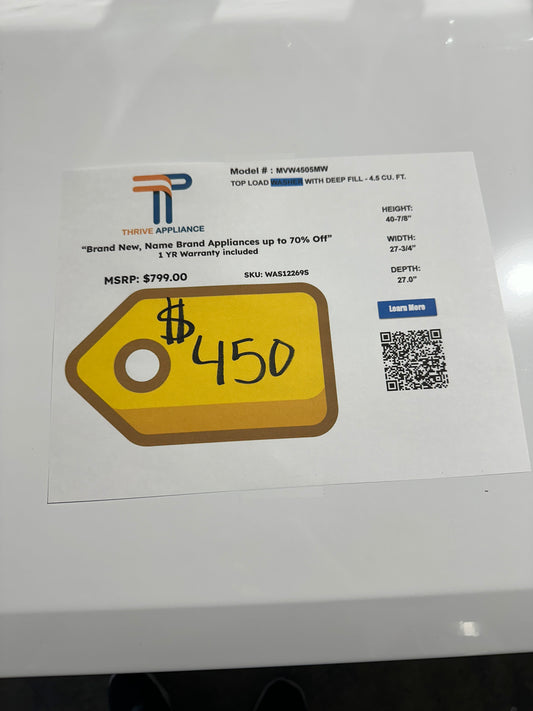 Model # : MVW4505MW
TOP LOAD WASHER WITH DEEP FILL - 4.5 CU. FT.
TP
THRIVE APPLIANCE
“Brand New, Name Brand Appliances up to 70% Off”
1 YR Warranty included
MSRP: $799.00
SKU: WAS12269S
HEIGHT:
40-7/8"
WIDTH:
27-3/4"
DEPTH:
27.0"
Learn More
$450